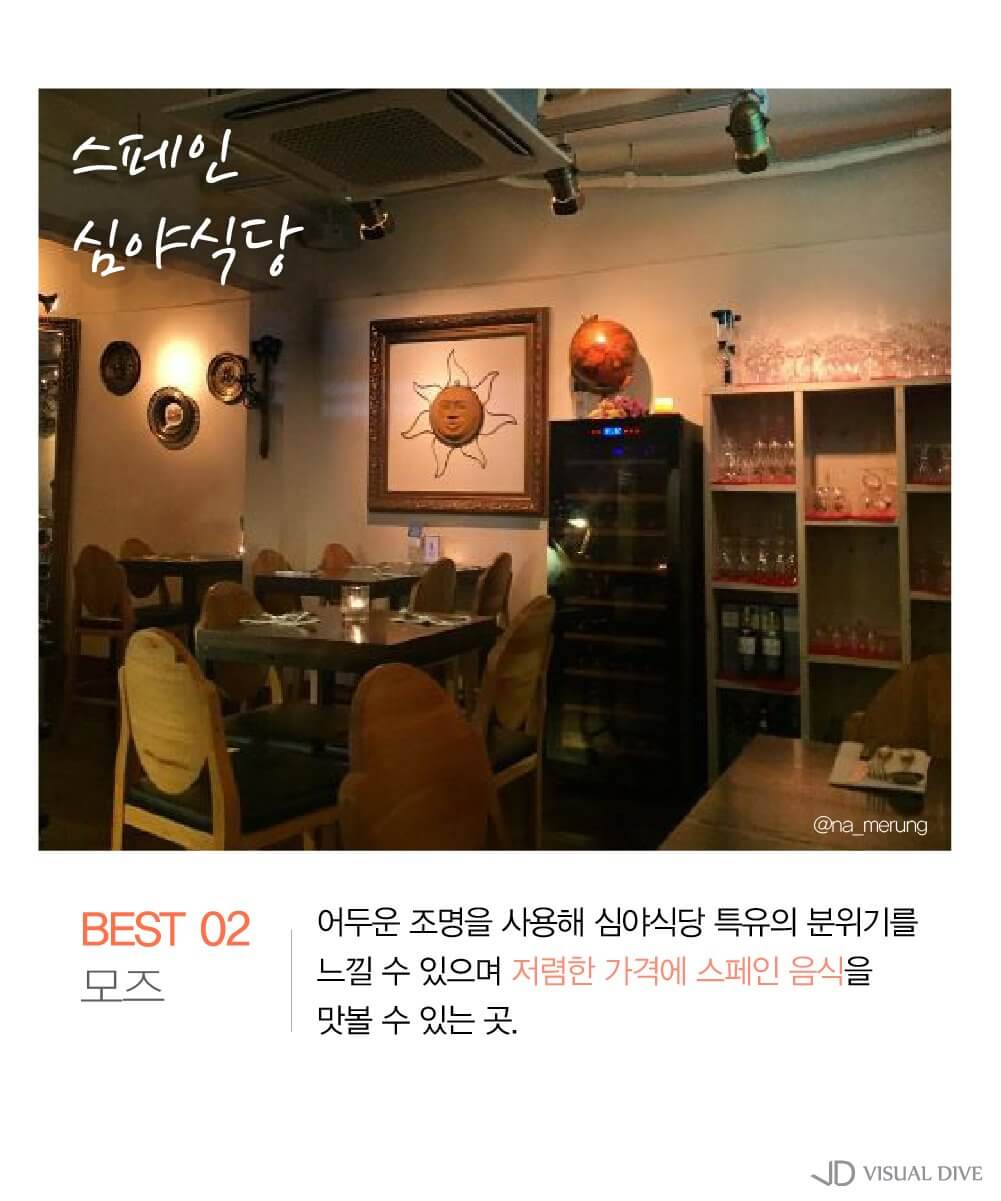 스페인
심야식당
@na_merung
BEST 02
모즈
어두운 조명을 사용해 심야식당 특유의 분위기를
느낄 수 있으며 저렴한 가격에 스페인 음식을
맛볼 수 있는 곳.
VISUAL DIVE